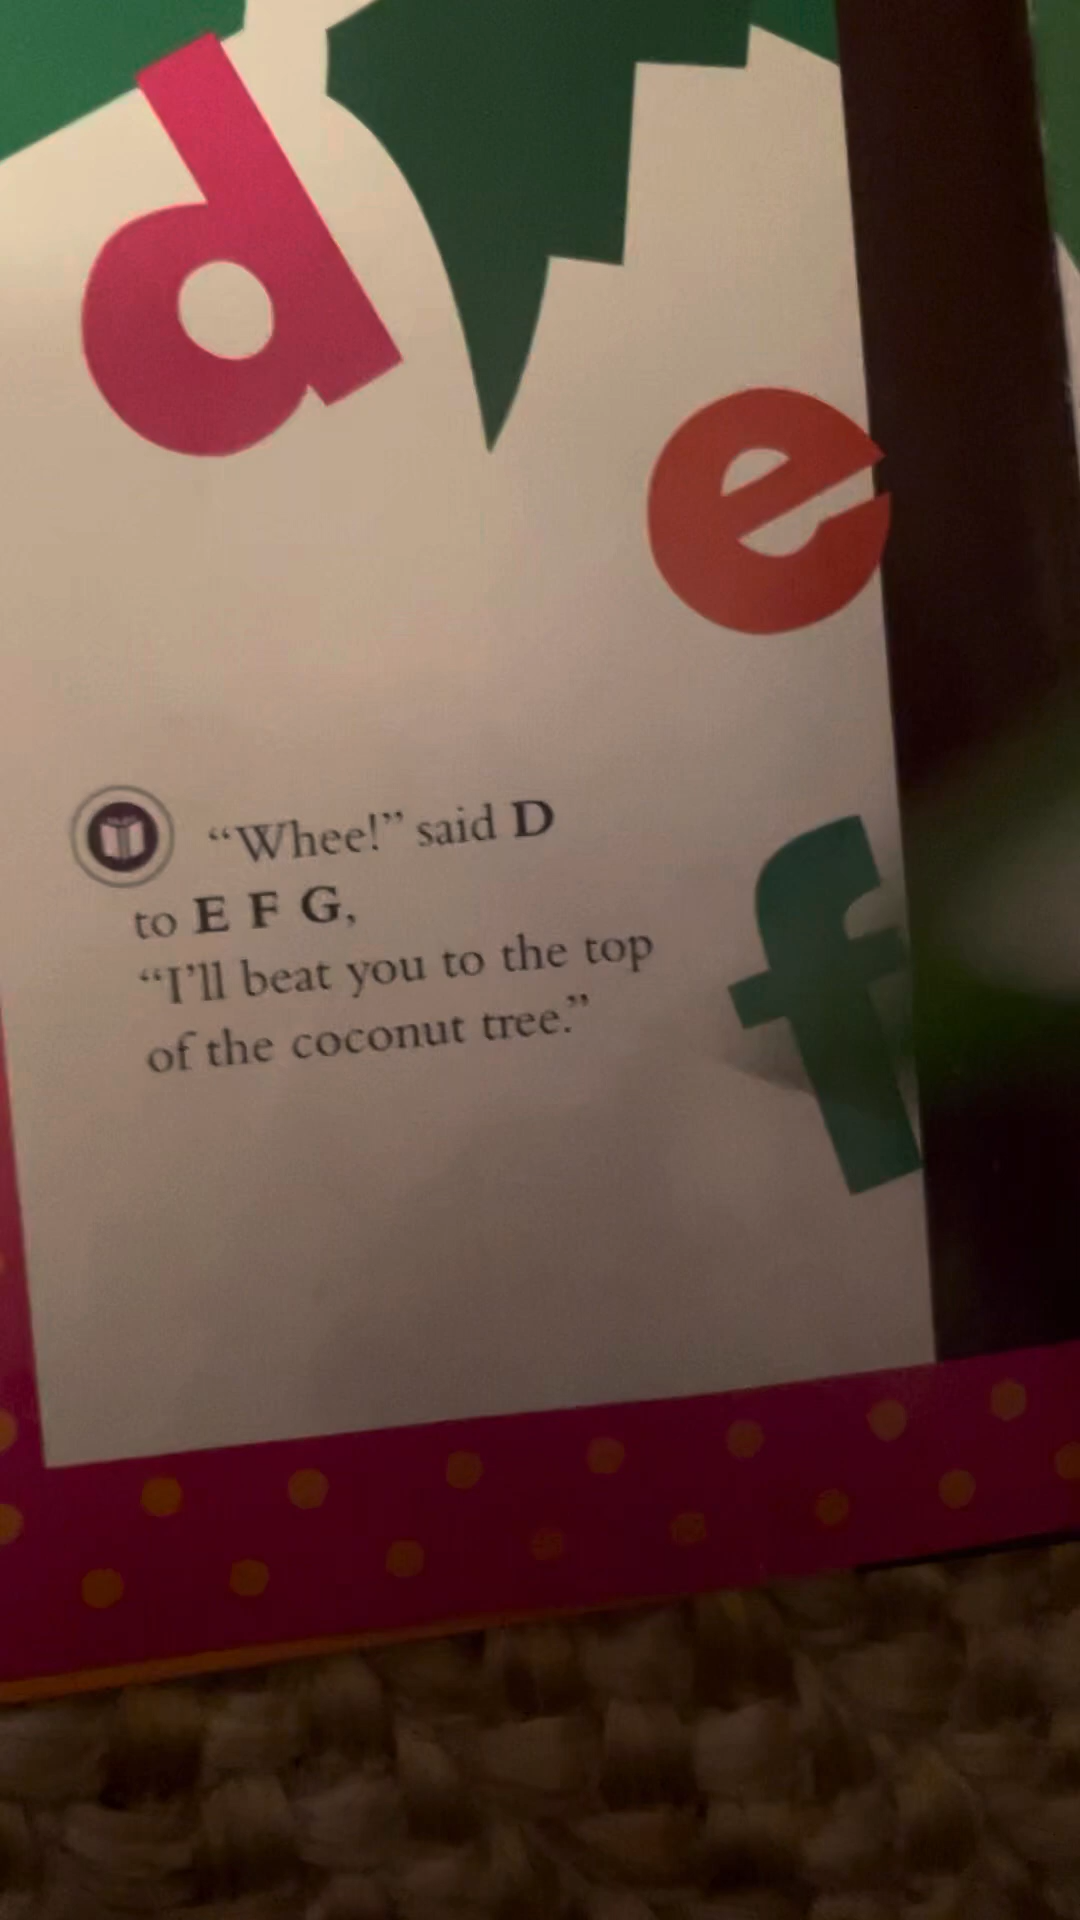 d
e
"Whee!" said D
to E F G,
"I'll beat you to the top
of the coconut tree."
f